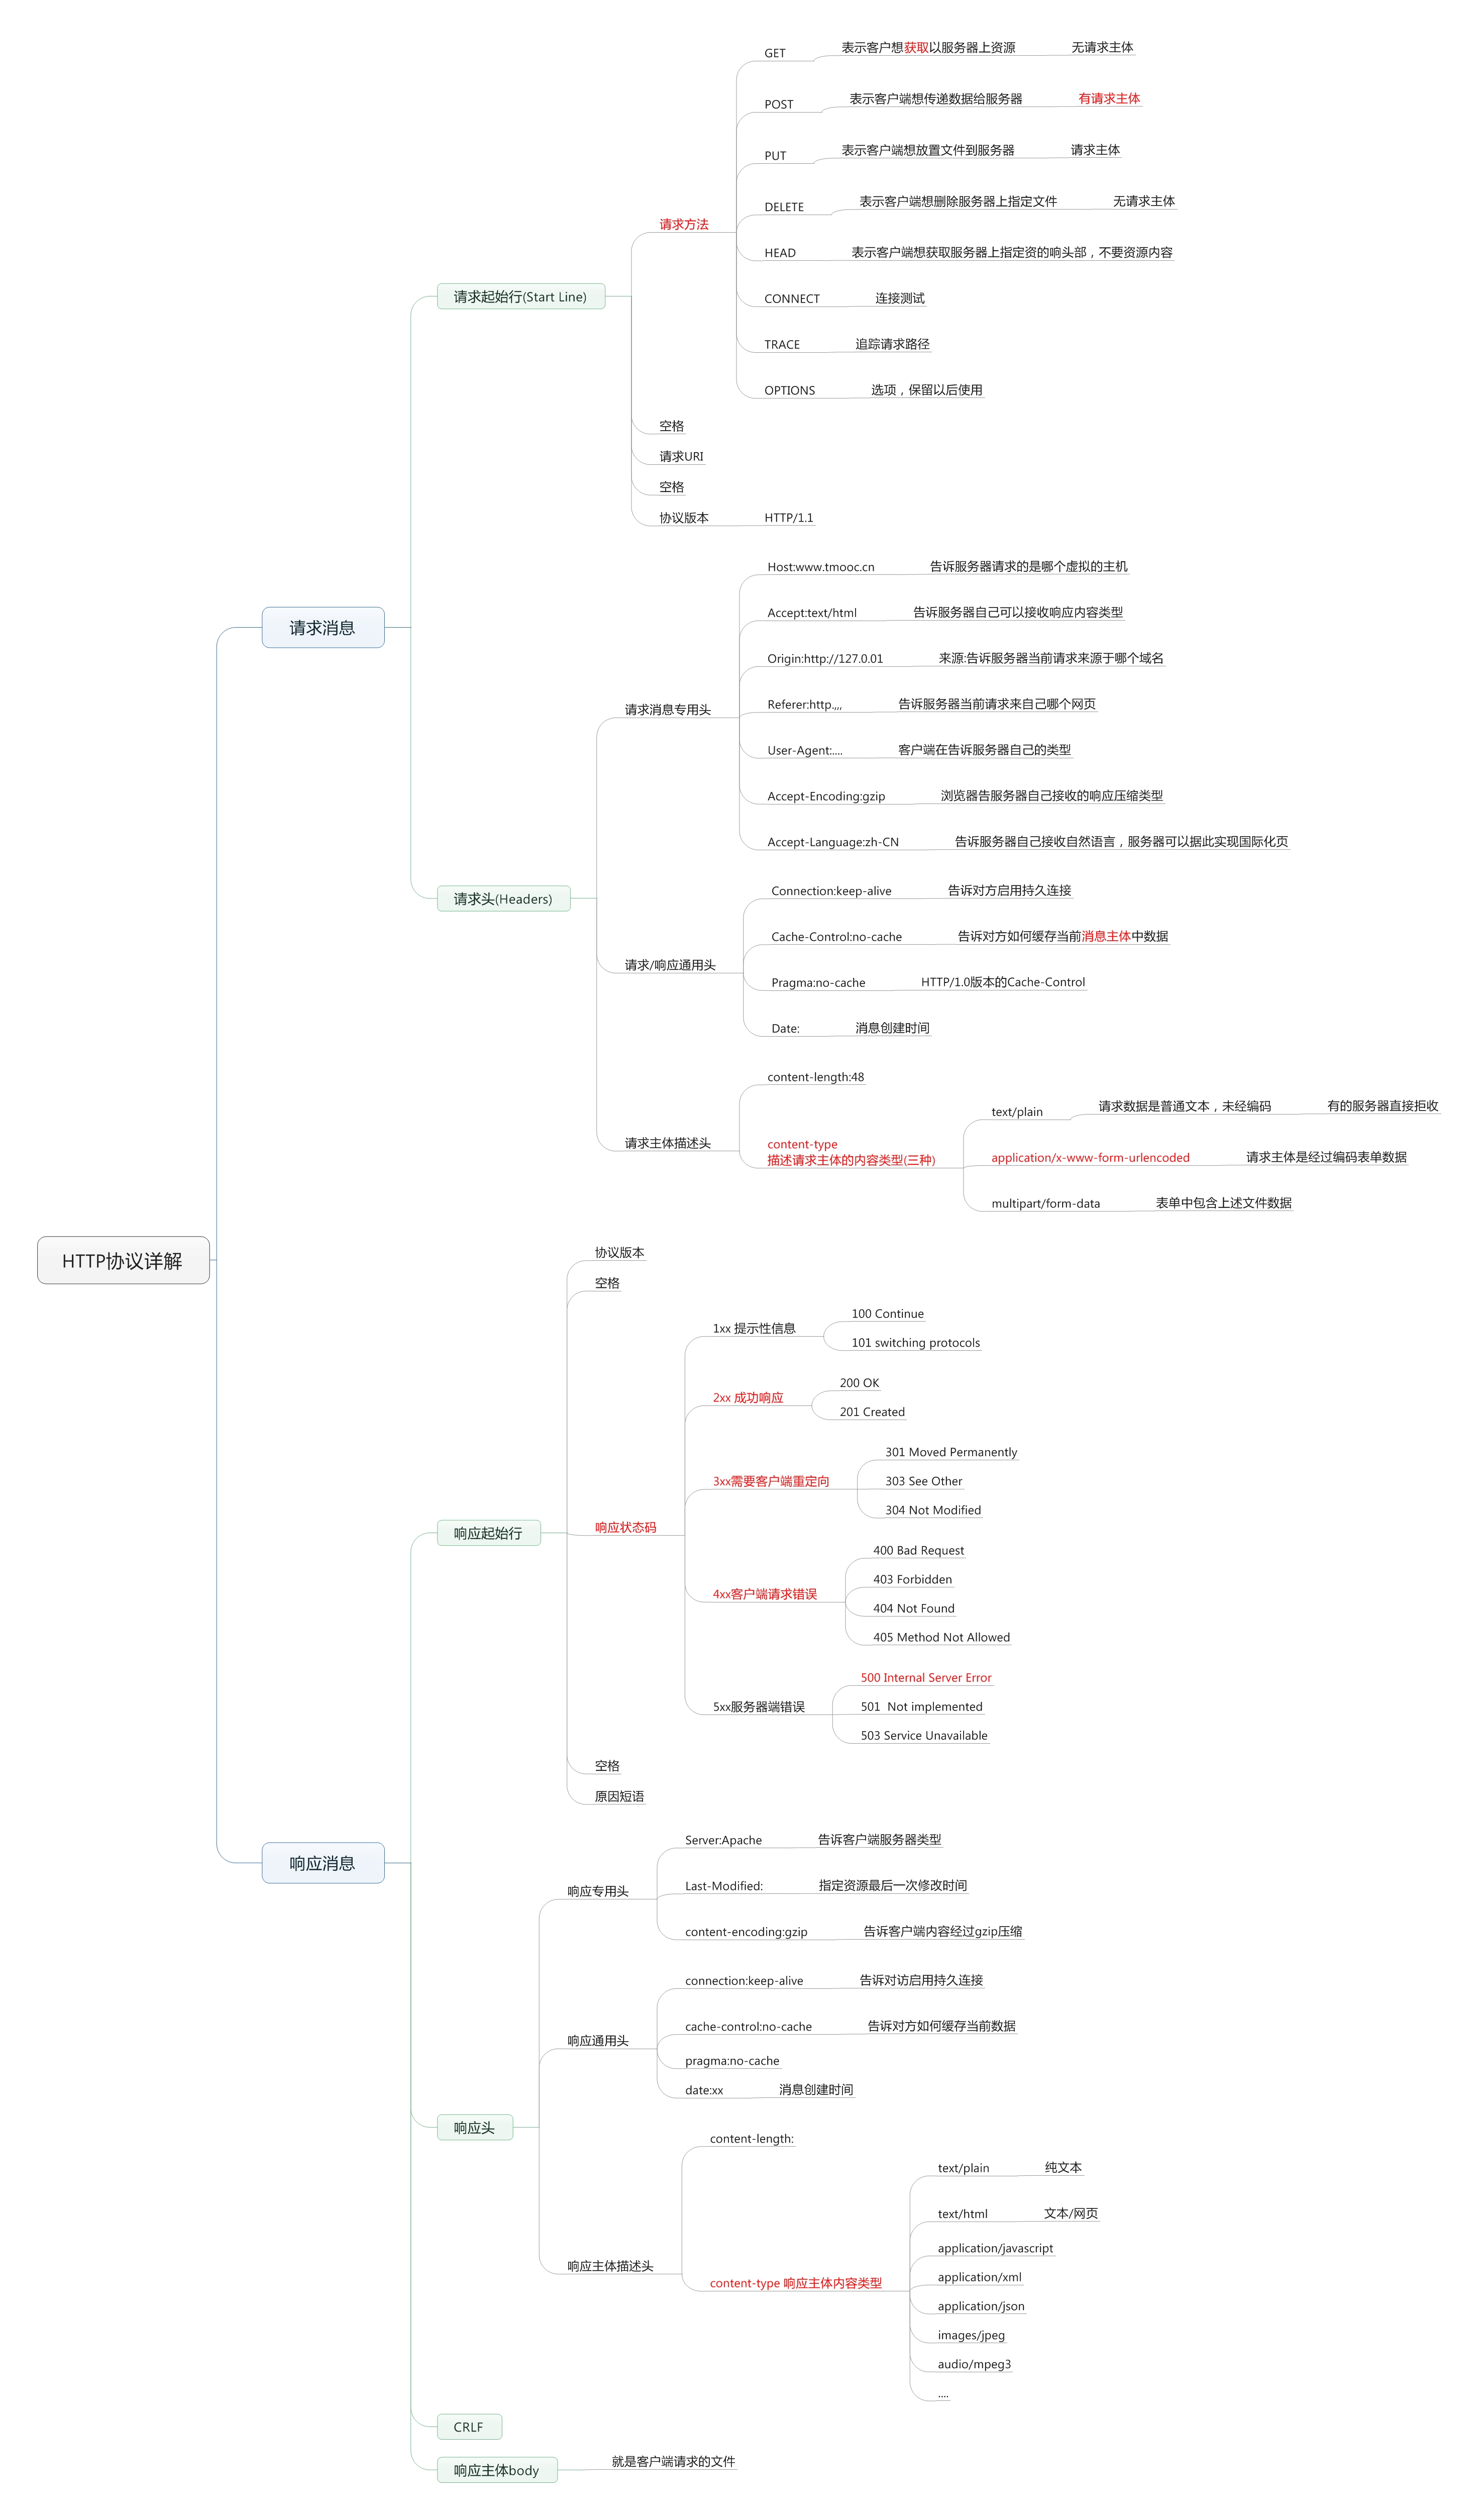 HTTP协议详解
请求消息
请求起始行(Start Line)
请求方法
GET 表示客户想获取以服务器上资源 无请求主体
POST 表示客户端想传递数据给服务器 有请求主体
PUT 表示客户端想放置文件到服务器 请求主体
DELETE 表示客户端想删除服务器上指定文件 无请求主体
HEAD 表示客户端想获取服务器上指定资的响头部，不要资源内容
CONNECT 连接测试
TRACE 追踪请求路径
OPTIONS 选项，保留以后使用
空格
请求URI
空格
协议版本 HTTP/1.1
请求头(Headers)
请求消息专用头
Host:www.tmooc.cn 告诉服务器请求的是哪个虚拟的主机
Accept:text/html 告诉服务器自己可以接收响应内容类型
Origin:http://127.0.01 来源:告诉服务器当前请求来源于哪个域名
Referer:http.,,, 告诉服务器当前请求来自己哪个网页
User-Agent:.... 客户端在告诉服务器自己的类型
Accept-Encoding:gzip 浏览器告服务器自己接收的响应压缩类型
Accept-Language:zh-CN 告诉服务器自己接收自然语言，服务器可以据此实现国际化页
请求/响应通用头
Connection:keep-alive 告诉对方启用持久连接
Cache-Control:no-cache 告诉对方如何缓存当前消息主体中数据
Pragma:no-cache HTTP/1.0版本的Cache-Control
Date: 消息创建时间
请求主体描述头
content-length:48
content-type
描述请求主体的内容类型(三种)
text/plain 请求数据是普通文本，未经编码 有的服务器直接拒收
application/x-www-form-urlencoded 请求主体是经过编码表单数据
multipart/form-data 表单中包含上述文件数据
响应消息
响应起始行
协议版本
空格
响应状态码
1xx 提示性信息
100 Continue
101 switching protocols
2xx 成功响应
200 OK
201 Created
3xx需要客户端重定向
301 Moved Permanently
303 See Other
304 Not Modified
4xx客户端请求错误
400 Bad Request
403 Forbidden
404 Not Found
405 Method Not Allowed
5xx服务器端错误
500 Internal Server Error
501  Not implemented
503 Service Unavailable
空格
原因短语
响应头
响应专用头
Server:Apache 告诉客户端服务器类型
Last-Modified: 指定资源最后一次修改时间
content-encoding:gzip 告诉客户端内容经过gzip压缩
响应通用头
connection:keep-alive 告诉对访启用持久连接
cache-control:no-cache 告诉对方如何缓存当前数据
pragma:no-cache
date:xx 消息创建时间
响应主体描述头
content-length:
content-type 响应主体内容类型
text/plain 纯文本
text/html 文本/网页
application/javascript
application/xml
application/json
images/jpeg
audio/mpeg3
....
CRLF
响应主体body 就是客户端请求的文件